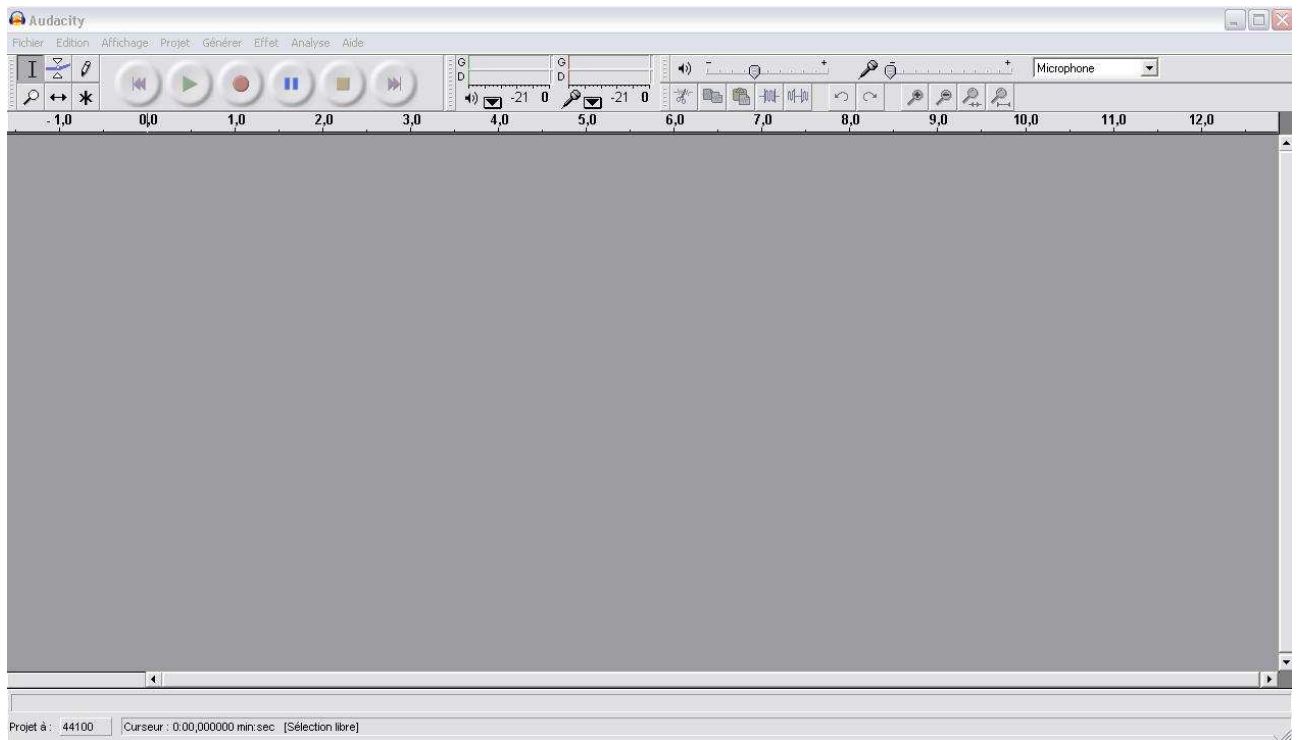 Audacity
Fichier Edition Affichage Projet Générer Effet Analyse Aide
G G
D D
-21 0 -21 0
- + - + Microphone
- 1,0 0,0 1,0 2,0 3,0 4,0 5,0 6,0 7,0 8,0 9,0 10,0 11,0 12,0
Projet à : 44100 Curseur : 0:00,000000 min:sec [Sélection libre]